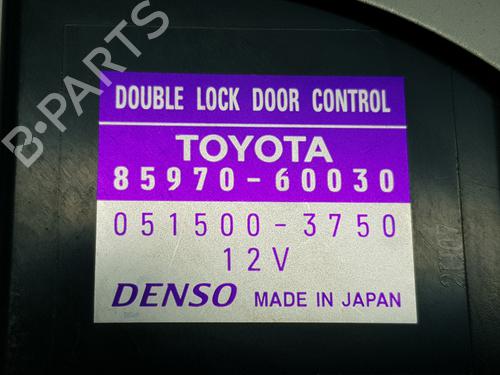 B-PARTS
DOUBLE LOCK DOOR CONTROL
TOYOTA
85970-60030
051500-3750
12V
DENSO MADE IN JAPAN